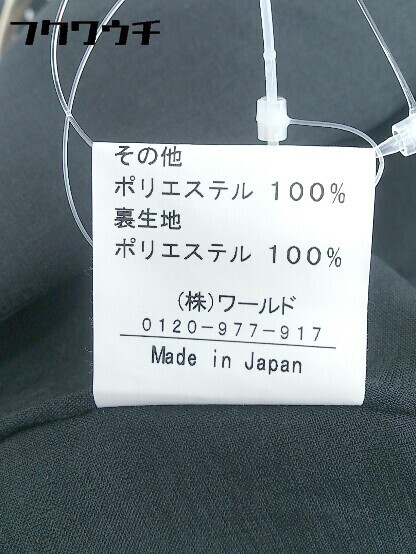 フクワウチ
その他
ポリエステル 100%
裏生地
ポリエステル 100%
(株)ワールド
0120-977-917
Made in Japan